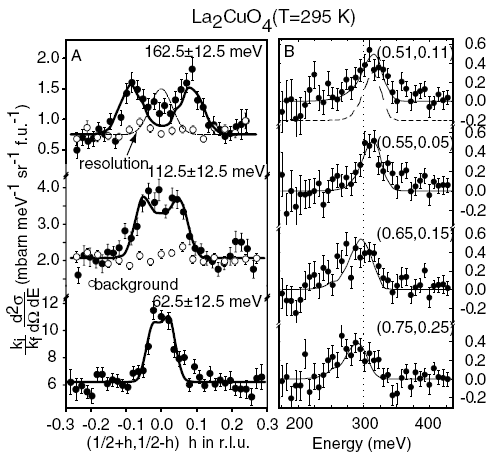 La2CuO4(T=295 K)
A
162.5±12.5 meV
2.0
1.5
1.0
0.5
resolution
112.5±12.5 meV
4.0
3.0
2.0
background
62.5±12.5 meV
12
10
8
6
ki/kf d²σ/dΩ dE (mbarn meV⁻¹ sr⁻¹ f.u.⁻¹)
-0.3 -0.2 -0.1 0.0 0.1 0.2 0.3
(1/2+h,1/2-h) h in r.l.u.
B
(0.51,0.11)
0.6
0.4
0.2
0.0
-0.2
(0.55,0.05)
0.6
0.4
0.2
0.0
-0.2
(0.65,0.15)
0.6
0.4
0.2
0.0
-0.2
(0.75,0.25)
0.6
0.4
0.2
0.0
-0.2
200 300 400
Energy (meV)